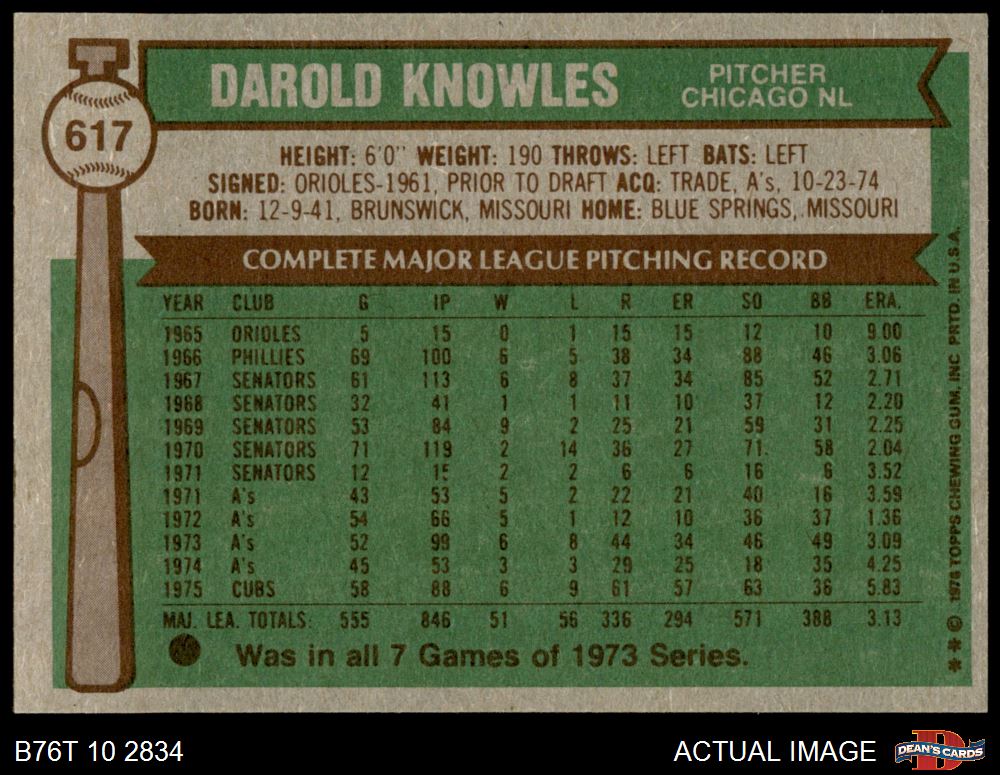 617
DAROLD KNOWLES
PITCHER
CHICAGO NL
HEIGHT: 6'0" WEIGHT: 190 THROWS: LEFT BATS: LEFT
SIGNED: ORIOLES-1961, PRIOR TO DRAFT ACQ: TRADE, A's, 10-23-74
BORN: 12-9-41, BRUNSWICK, MISSOURI HOME: BLUE SPRINGS, MISSOURI
COMPLETE MAJOR LEAGUE PITCHING RECORD
YEAR CLUB G IP W L R ER SO BB ERA.
1965 ORIOLES 5 15 0 1 15 15 12 10 9.00
1966 PHILLIES 69 100 6 5 38 34 88 46 3.06
1967 SENATORS 61 113 6 8 37 34 85 52 2.71
1968 SENATORS 32 41 1 1 11 10 37 12 2.20
1969 SENATORS 53 84 9 2 25 21 59 31 2.25
1970 SENATORS 71 119 2 14 36 27 71. 58 2.04
1971 SENATORS 12 15 2 2 6 6 16 6 3.52
1971 A's 43 53 5 2 22 21 40 16 3.59
1972 A's 54 66 5 1 12 10 36 37 1.36
1973 A's 52 99 6 8 44 34 46 49 3.09
1974 A's 45 53 3 3 29 25 18 35 4.25
1975 CUBS 58 88 6 9 61 57 63 36 5.83
MAJ. LEA. TOTALS: 555 846 51 56 336 294 571 388 3.13
Was in all 7 Games of 1973 Series.
** © 1976 TOPPS CHEWING GUM, INC PRTD. IN U.S.A.
B76T 10 2834
ACTUAL IMAGE
DEAN'S CARDS